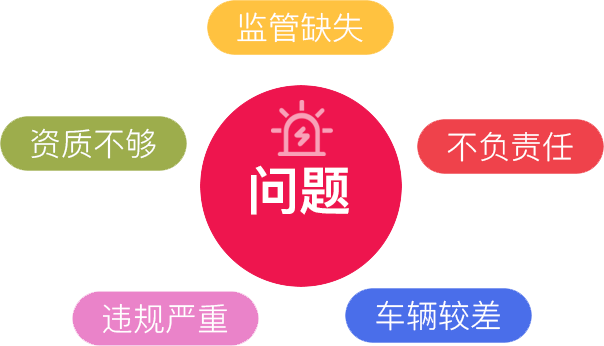 监管缺失
资质不够
不负责任
问题
违规严重
车辆较差